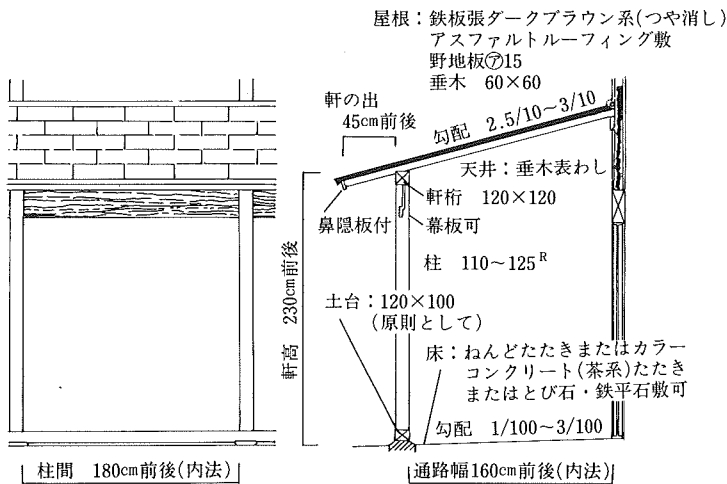 屋根：鉄板張ダークブラウン系(つや消し)
アスファルトルーフィング敷
野地板㋐15
垂木 60×60
軒の出
45cm前後
勾配 2.5/10～3/10
天井：垂木表わし
軒桁 120×120
鼻隠板付
幕板可
柱 110～125ᴿ
軒高 230cm前後
土台：120×100
(原則として)
床：ねんどたたきまたはカラー
コンクリート(茶系)たたき
またはとび石・鉄平石敷可
勾配 1/100～3/100
柱間 180cm前後(内法)
通路幅160cm前後(内法)